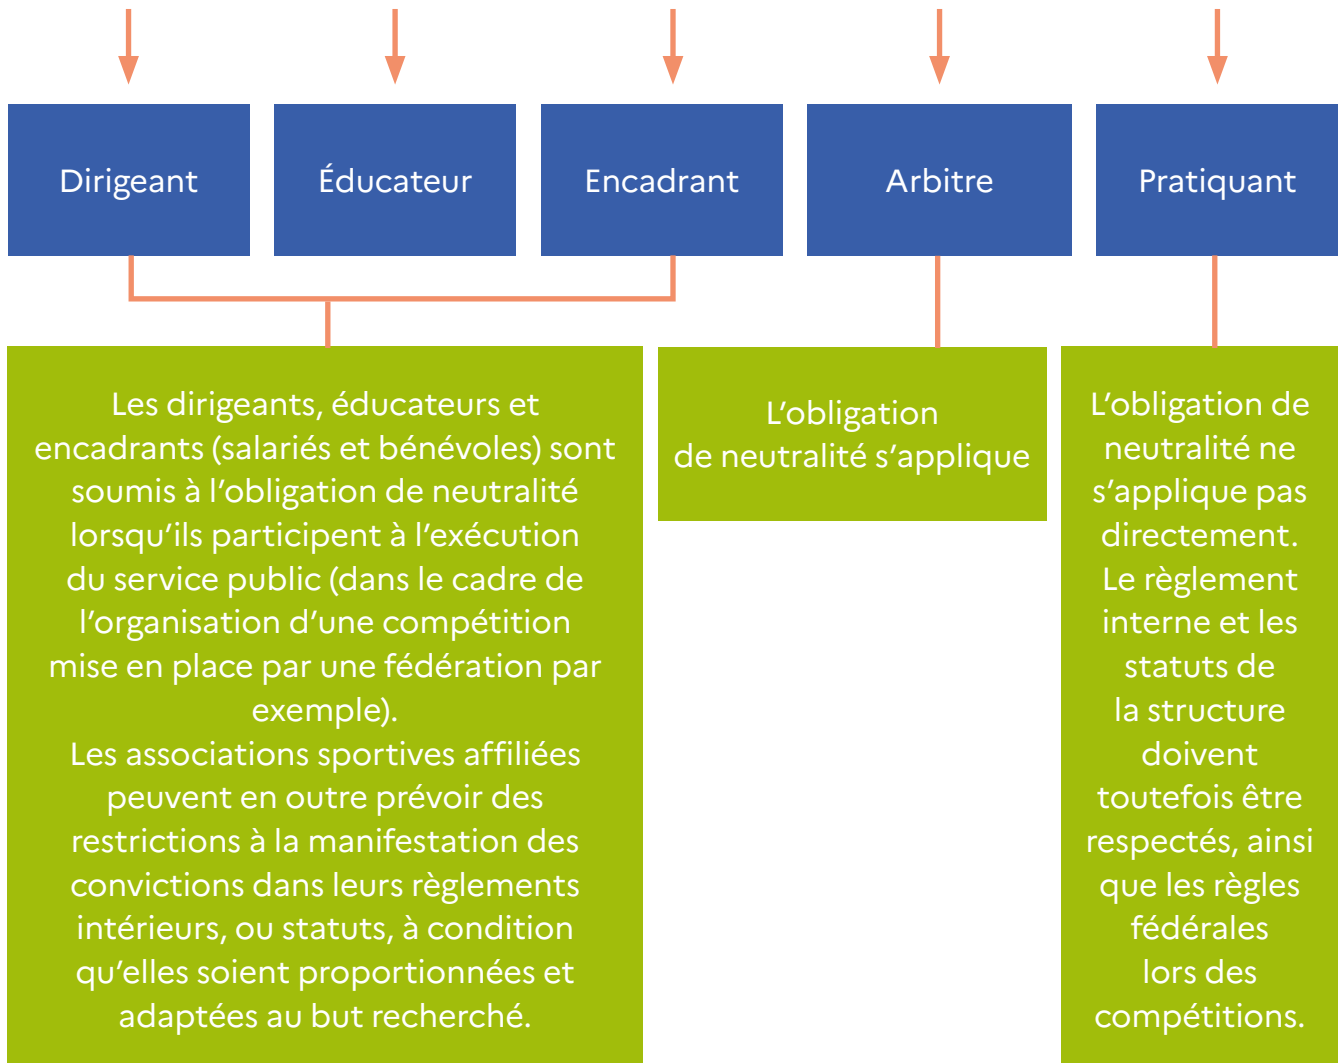 Dirigeant
Éducateur
Encadrant
Arbitre
Pratiquant
Les dirigeants, éducateurs et
encadrants (salariés et bénévoles) sont
soumis à l’obligation de neutralité
lorsqu’ils participent à l’exécution
du service public (dans le cadre de
l’organisation d’une compétition
mise en place par une fédération par
exemple).
Les associations sportives affiliées
peuvent en outre prévoir des
restrictions à la manifestation des
convictions dans leurs règlements
intérieurs, ou statuts, à condition
qu’elles soient proportionnées et
adaptées au but recherché.
L’obligation
de neutralité s’applique
L’obligation de
neutralité ne
s’applique pas
directement.
Le règlement
interne et les
statuts de
la structure
doivent
toutefois être
respectés, ainsi
que les règles
fédérales
lors des
compétitions.